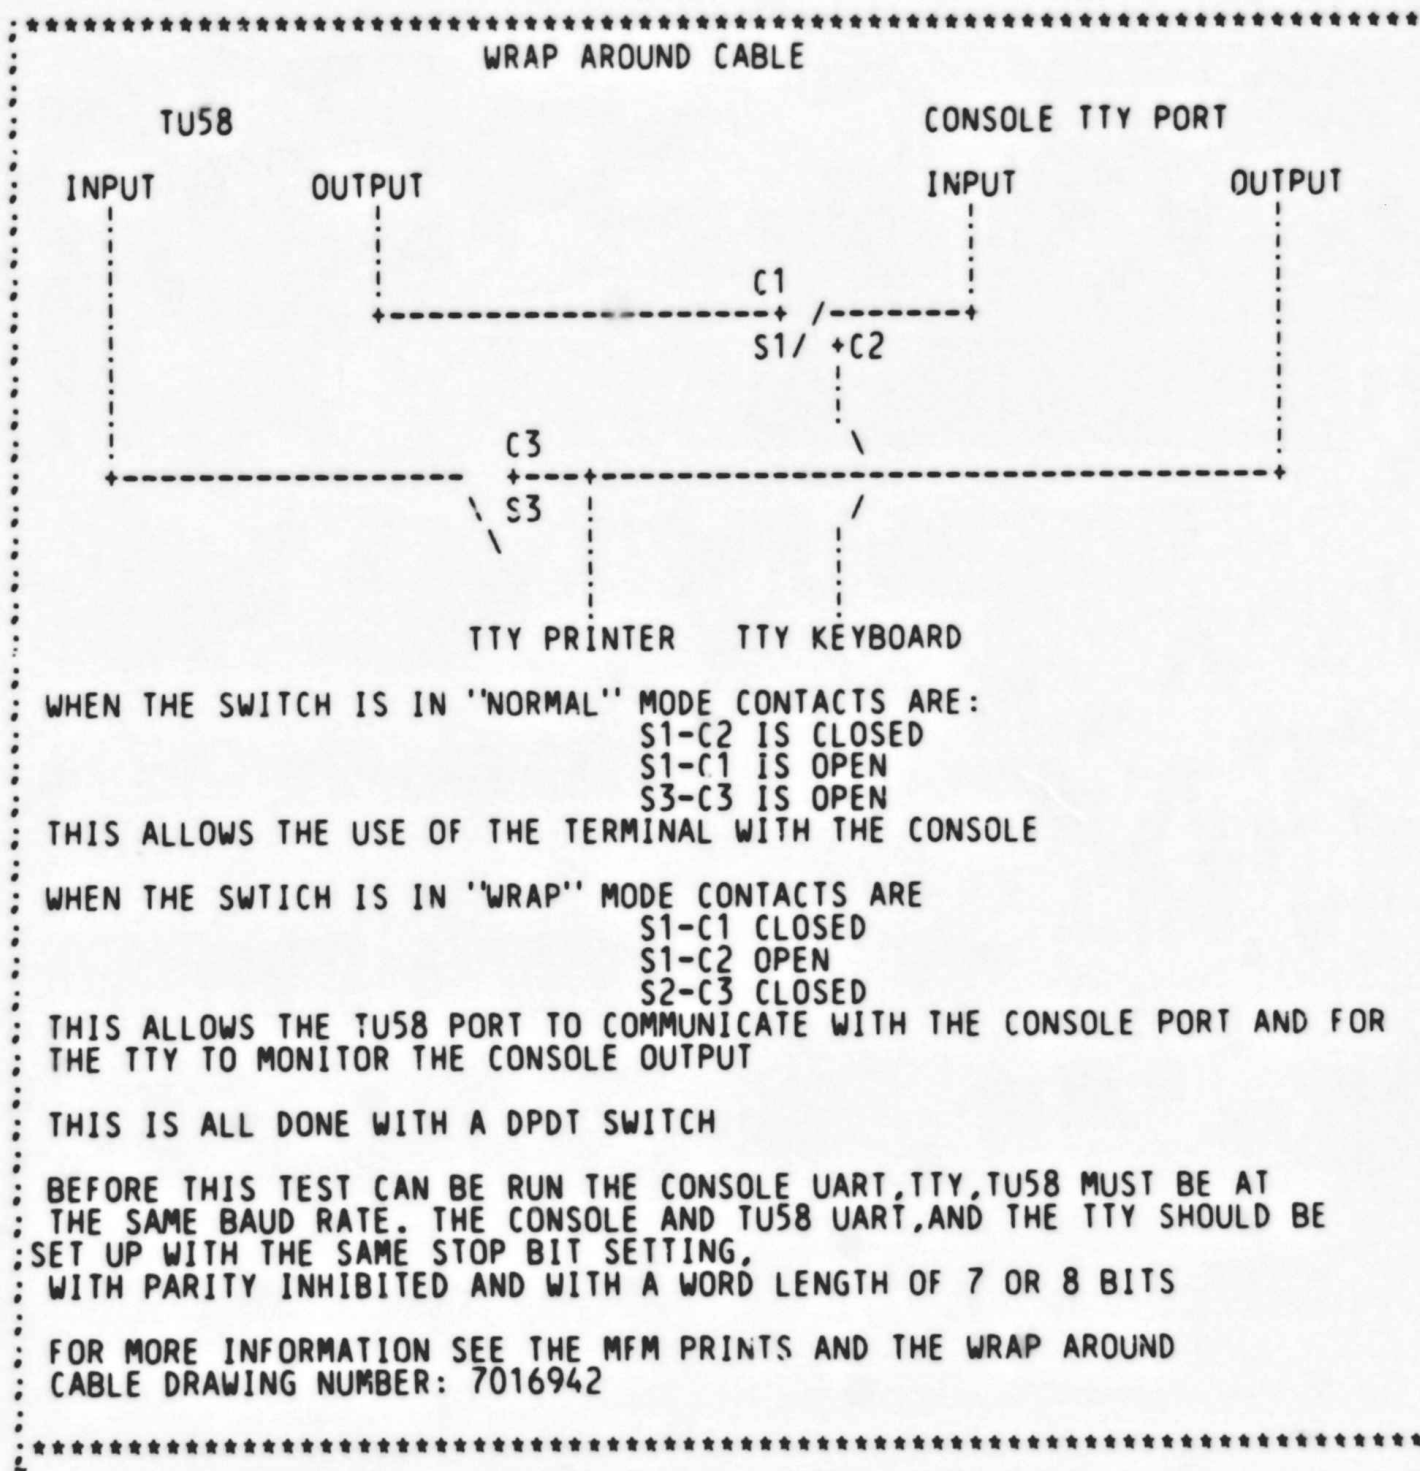 ;*************************************************************************
WRAP AROUND CABLE
TU58 CONSOLE TTY PORT
INPUT OUTPUT INPUT OUTPUT
C1
+---------------------+ /--------+
S1/ +C2
C3 \
+------------------- +----+------------------------------------+
\ S3 /
\
TTY PRINTER TTY KEYBOARD
; WHEN THE SWITCH IS IN "NORMAL" MODE CONTACTS ARE:
; S1-C2 IS CLOSED
; S1-C1 IS OPEN
; S3-C3 IS OPEN
; THIS ALLOWS THE USE OF THE TERMINAL WITH THE CONSOLE
; WHEN THE SWTICH IS IN "WRAP" MODE CONTACTS ARE
; S1-C1 CLOSED
; S1-C2 OPEN
; S2-C3 CLOSED
; THIS ALLOWS THE TU58 PORT TO COMMUNICATE WITH THE CONSOLE PORT AND FOR
; THE TTY TO MONITOR THE CONSOLE OUTPUT
; THIS IS ALL DONE WITH A DPDT SWITCH
; BEFORE THIS TEST CAN BE RUN THE CONSOLE UART,TTY,TU58 MUST BE AT
; THE SAME BAUD RATE. THE CONSOLE AND TU58 UART,AND THE TTY SHOULD BE
;SET UP WITH THE SAME STOP BIT SETTING,
; WITH PARITY INHIBITED AND WITH A WORD LENGTH OF 7 OR 8 BITS
; FOR MORE INFORMATION SEE THE MFM PRINTS AND THE WRAP AROUND
; CABLE DRAWING NUMBER: 7016942
;*************************************************************************